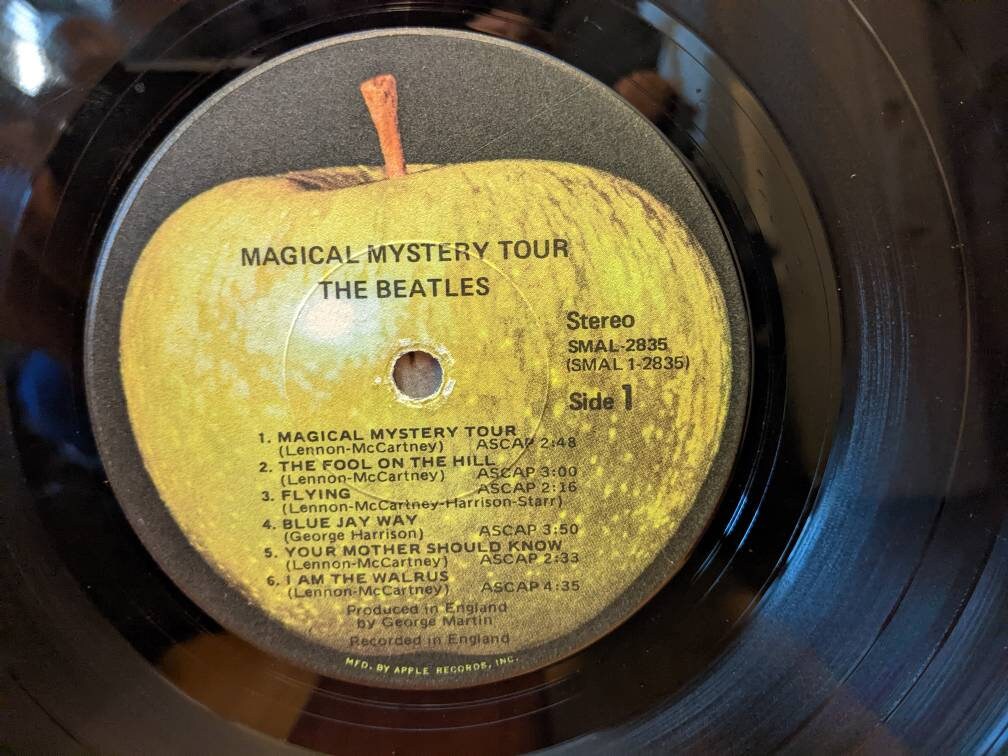 MAGICAL MYSTERY TOUR
THE BEATLES
Stereo
SMAL-2835
(SMAL 1-2835)
Side 1
1. MAGICAL MYSTERY TOUR
(Lennon-McCartney) ASCAP 2:48
2. THE FOOL ON THE HILL
(Lennon-McCartney) ASCAP 3:00
3. FLYING ASCAP 2:16
(Lennon-McCartney-Harrison-Starr)
4. BLUE JAY WAY
(George Harrison) ASCAP 3:50
5. YOUR MOTHER SHOULD KNOW
(Lennon-McCartney) ASCAP 2:33
6. I AM THE WALRUS
(Lennon-McCartney) ASCAP 4:35
Produced in England
by George Martin
Recorded in England
MFD. BY APPLE RECORDS, INC.